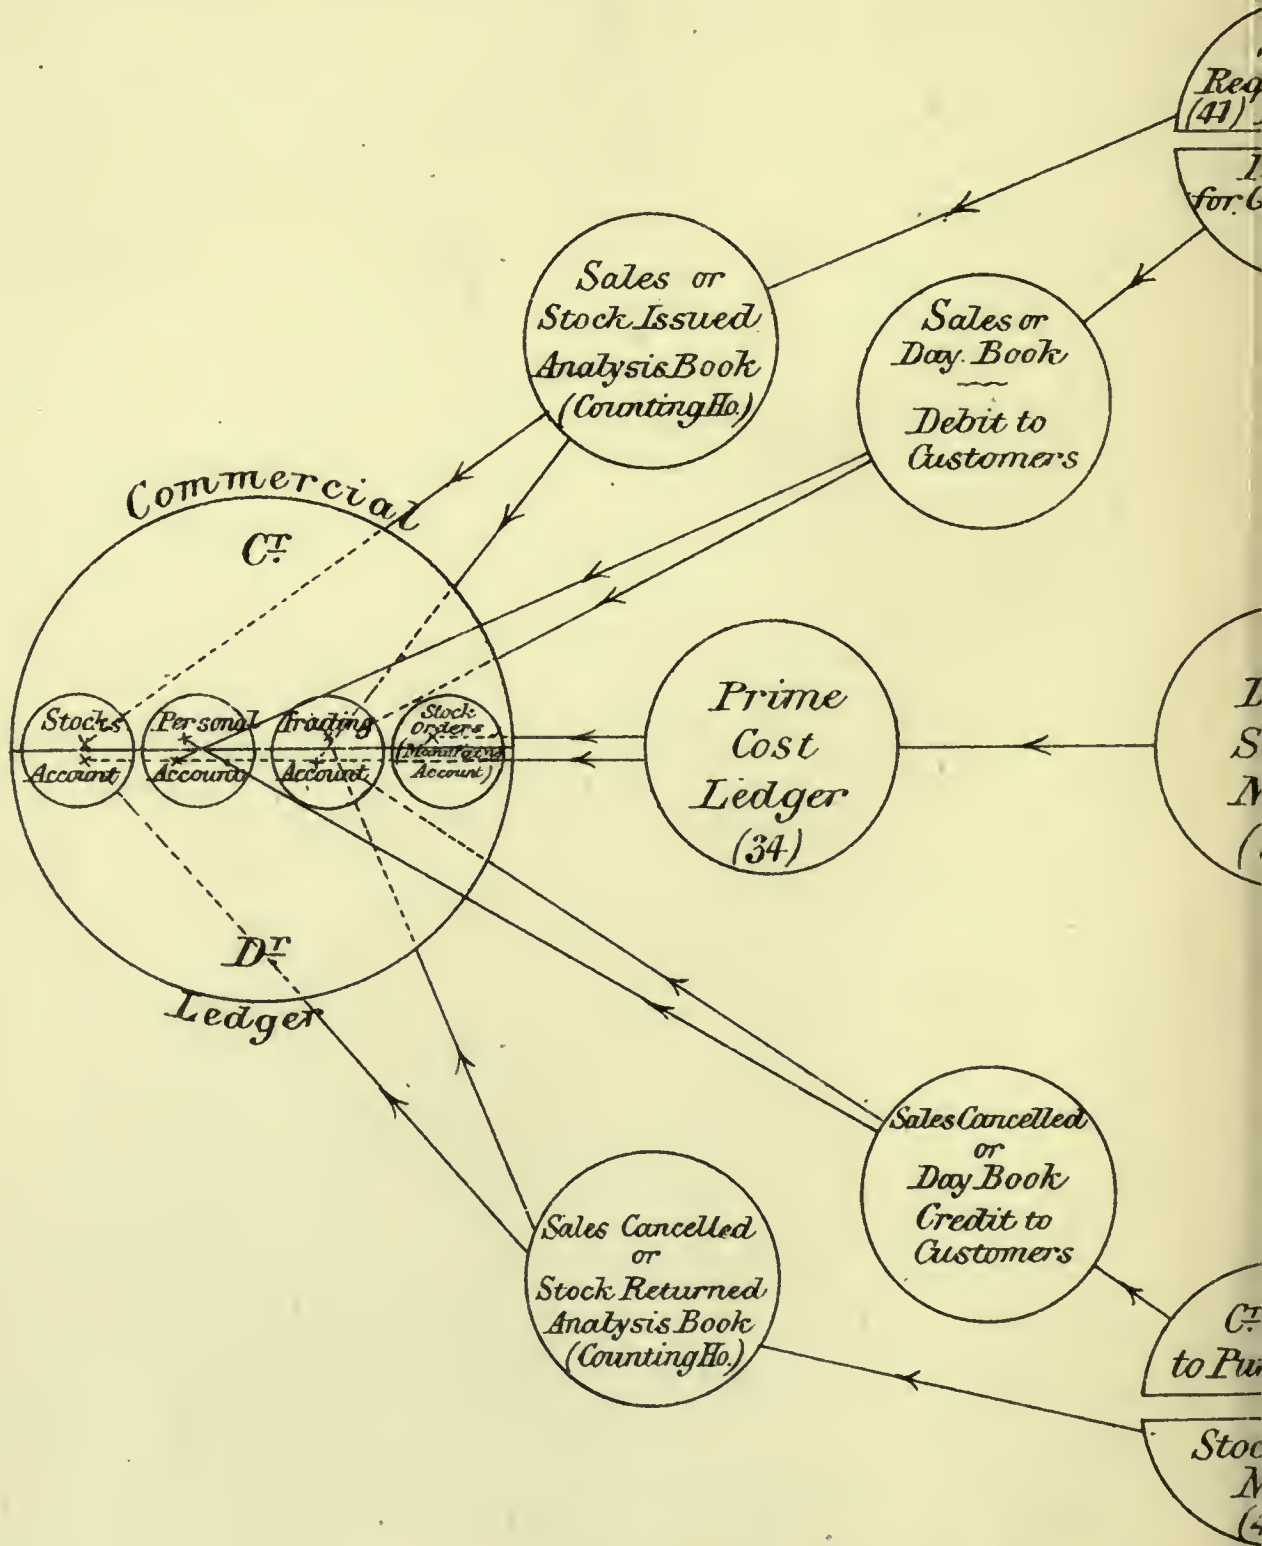 (41)
for
Sales or
Stock Issued
Analysis Book
(Counting Ho.)
Sales or
Day Book
Debit to
Customers
Commercial
Cr.
Stocks
Account
Personal
Account
Trading
Account
Stock
Orders
Account)
Prime
Cost
Ledger
(34)
Dr.
Ledger
Sales Cancelled
or
Day Book
Credit to
Customers
Sales Cancelled
or
Stock Returned
Analysis Book
(Counting Ho.)
Cr.
to